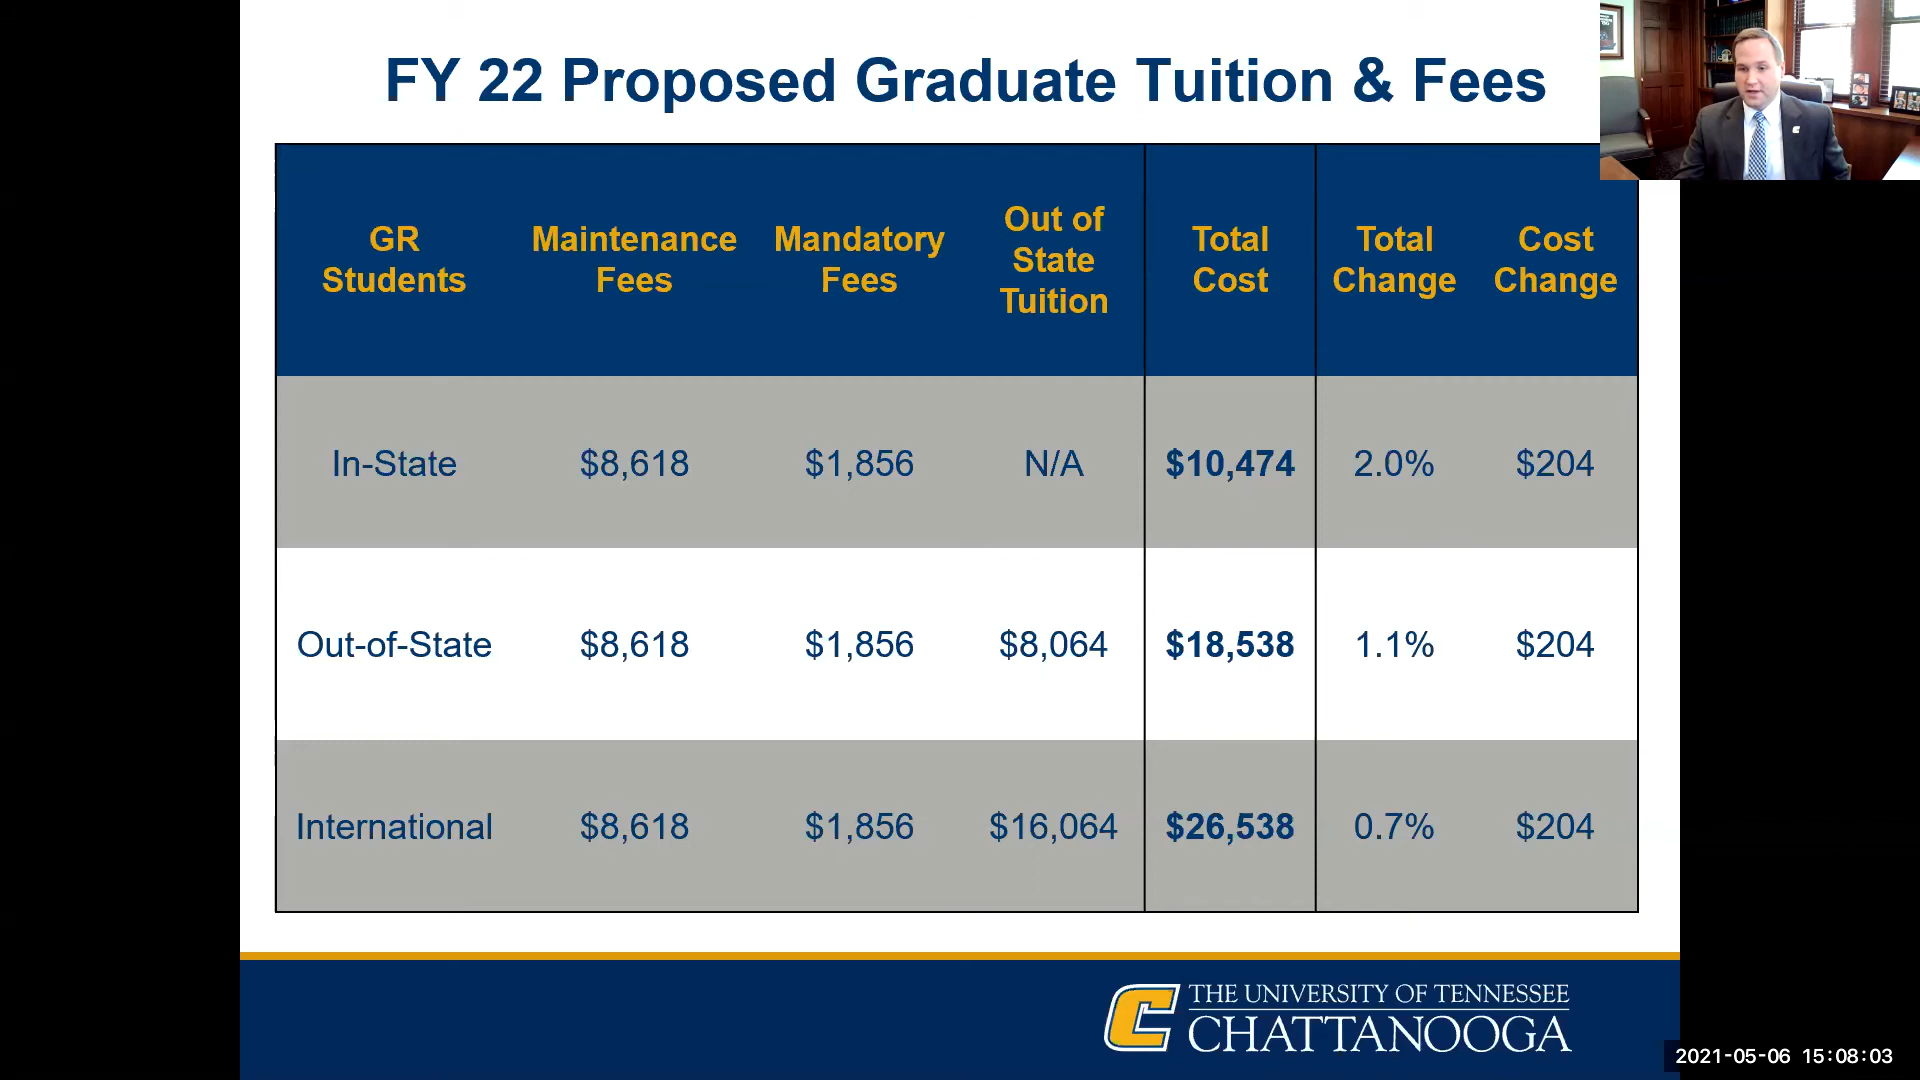 FY 22 Proposed Graduate Tuition & Fees
GR Students
Maintenance Fees
Mandatory Fees
Out of State Tuition
Total Cost
Total Change
Cost Change
In-State $8,618 $1,856 N/A $10,474 2.0% $204
Out-of-State $8,618 $1,856 $8,064 $18,538 1.1% $204
International $8,618 $1,856 $16,064 $26,538 0.7% $204
THE UNIVERSITY OF TENNESSEE
CHATTANOOGA
2021-05-06 15:08:03